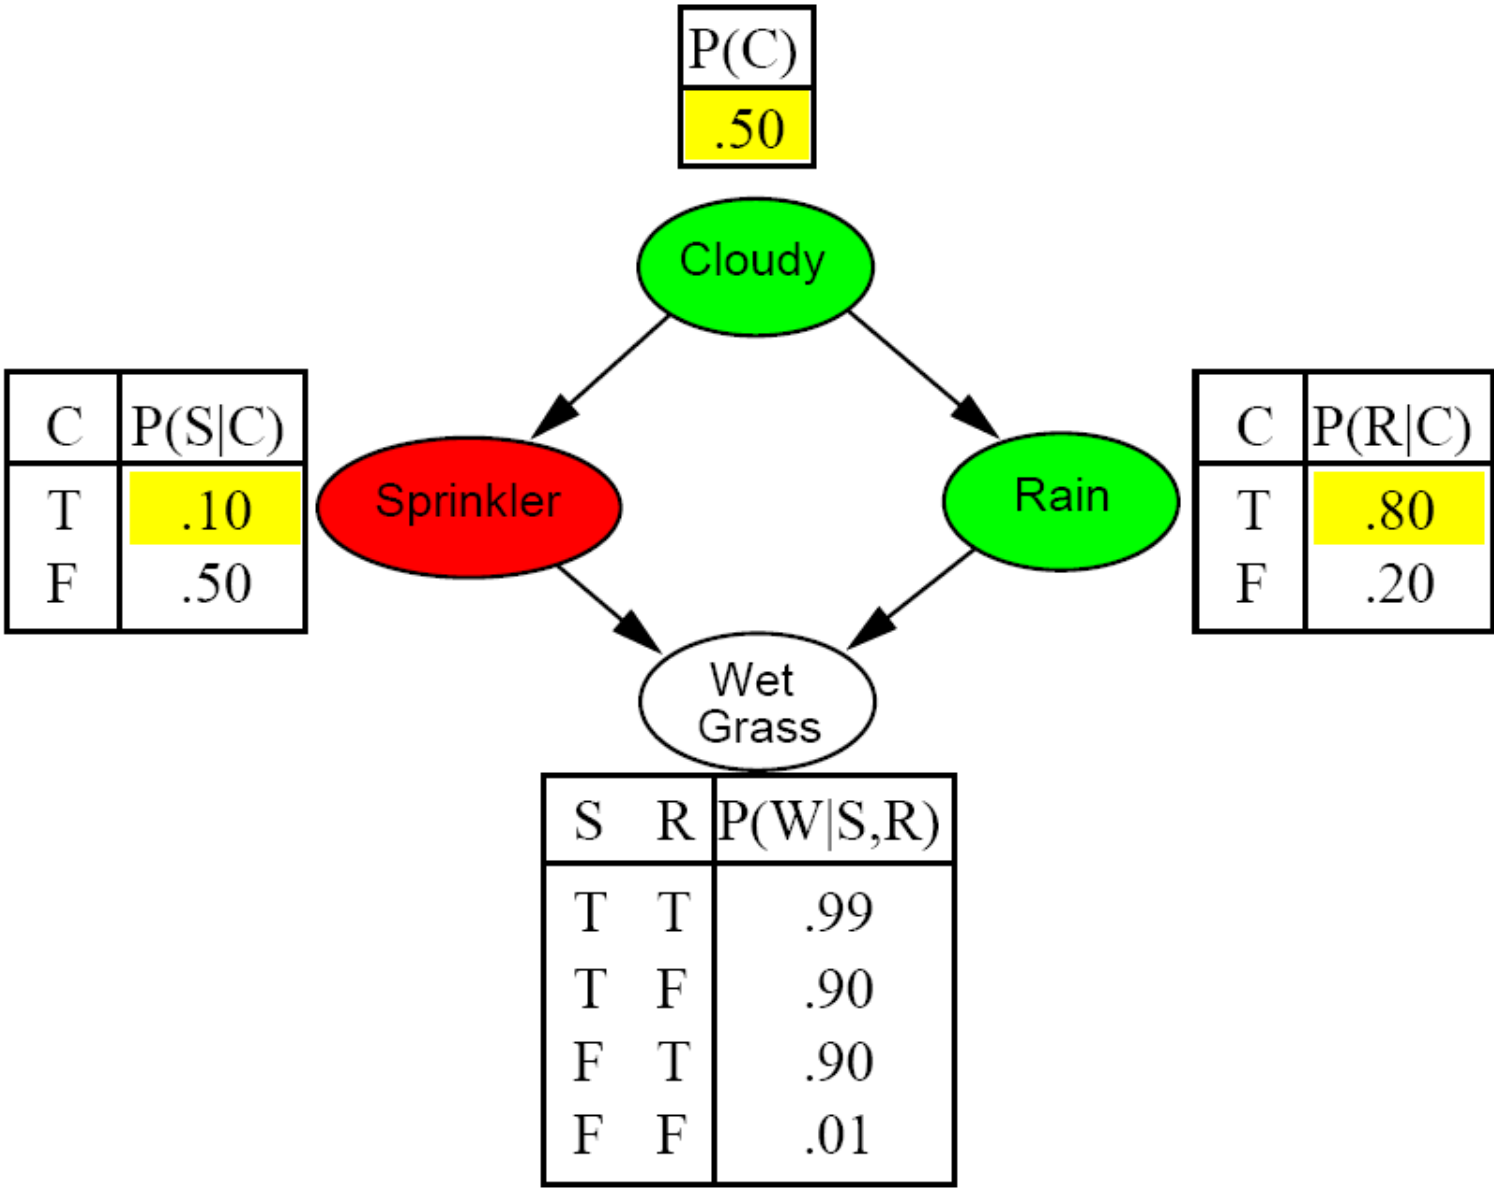 P(C)
.50
Cloudy
C P(S|C)
T .10
F .50
Sprinkler
Rain
C P(R|C)
T .80
F .20
Wet
Grass
S R P(W|S,R)
T T .99
T F .90
F T .90
F F .01